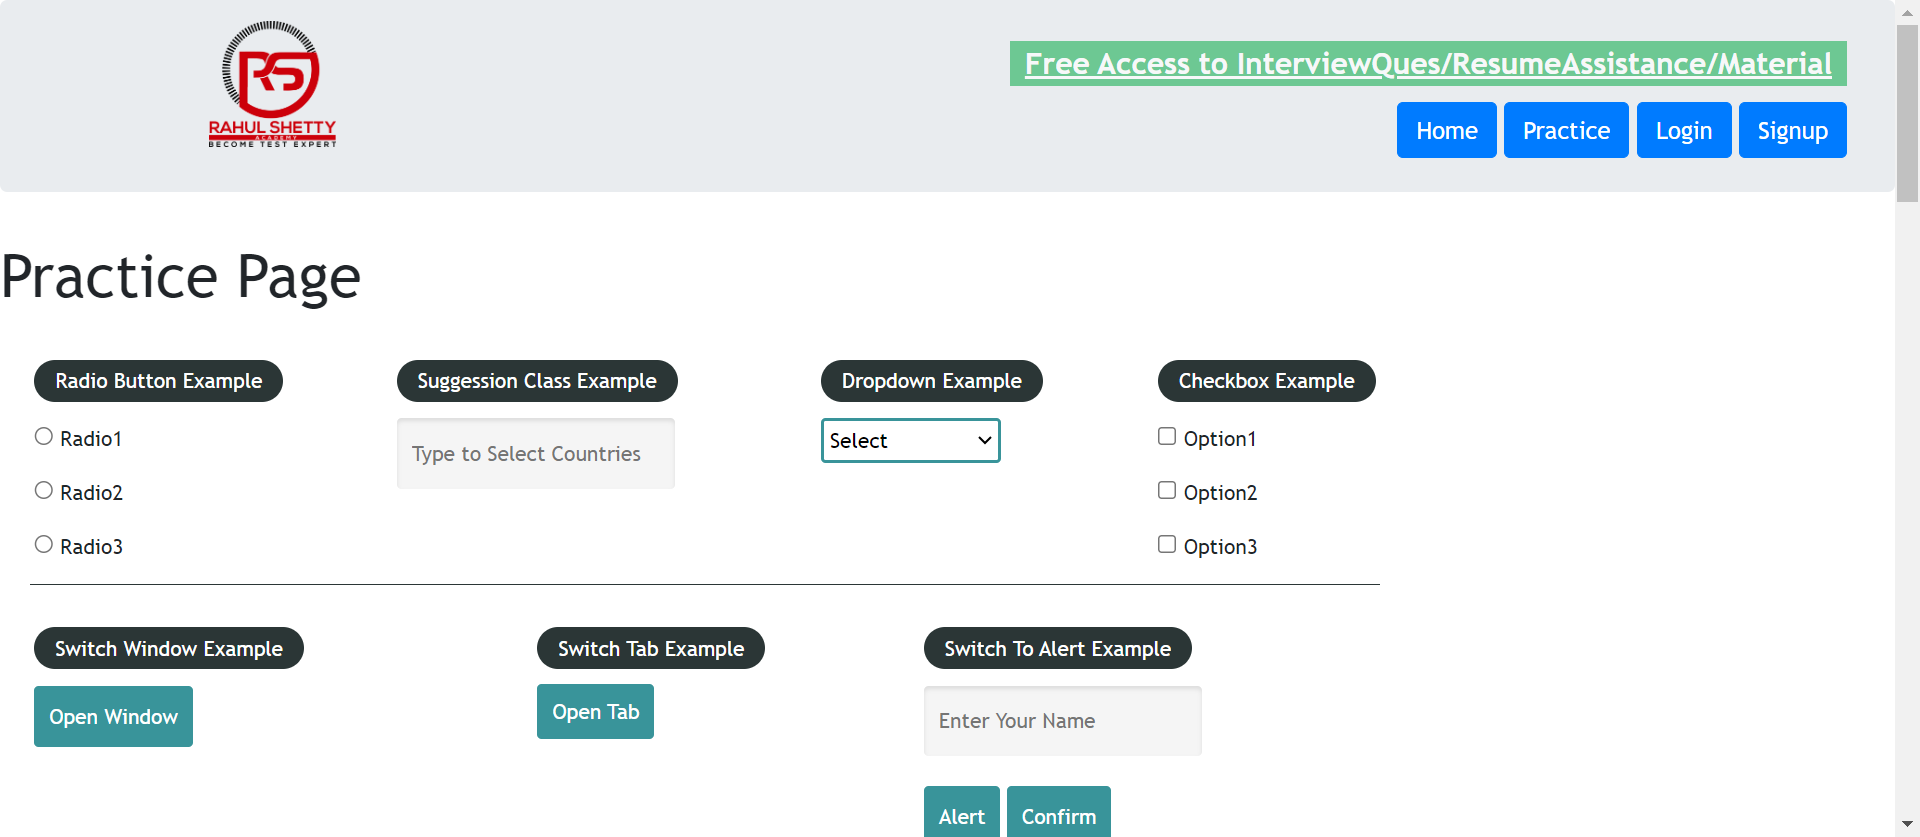 RAHUL SHETTY
ACADEMY
BECOME TEST EXPERT
Free Access to InterviewQues/ResumeAssistance/Material
Home Practice Login Signup
Practice Page
Radio Button Example
Radio1
Radio2
Radio3
Suggession Class Example
Type to Select Countries
Dropdown Example
Select
Checkbox Example
Option1
Option2
Option3
Switch Window Example
Open Window
Switch Tab Example
Open Tab
Switch To Alert Example
Enter Your Name
Alert Confirm